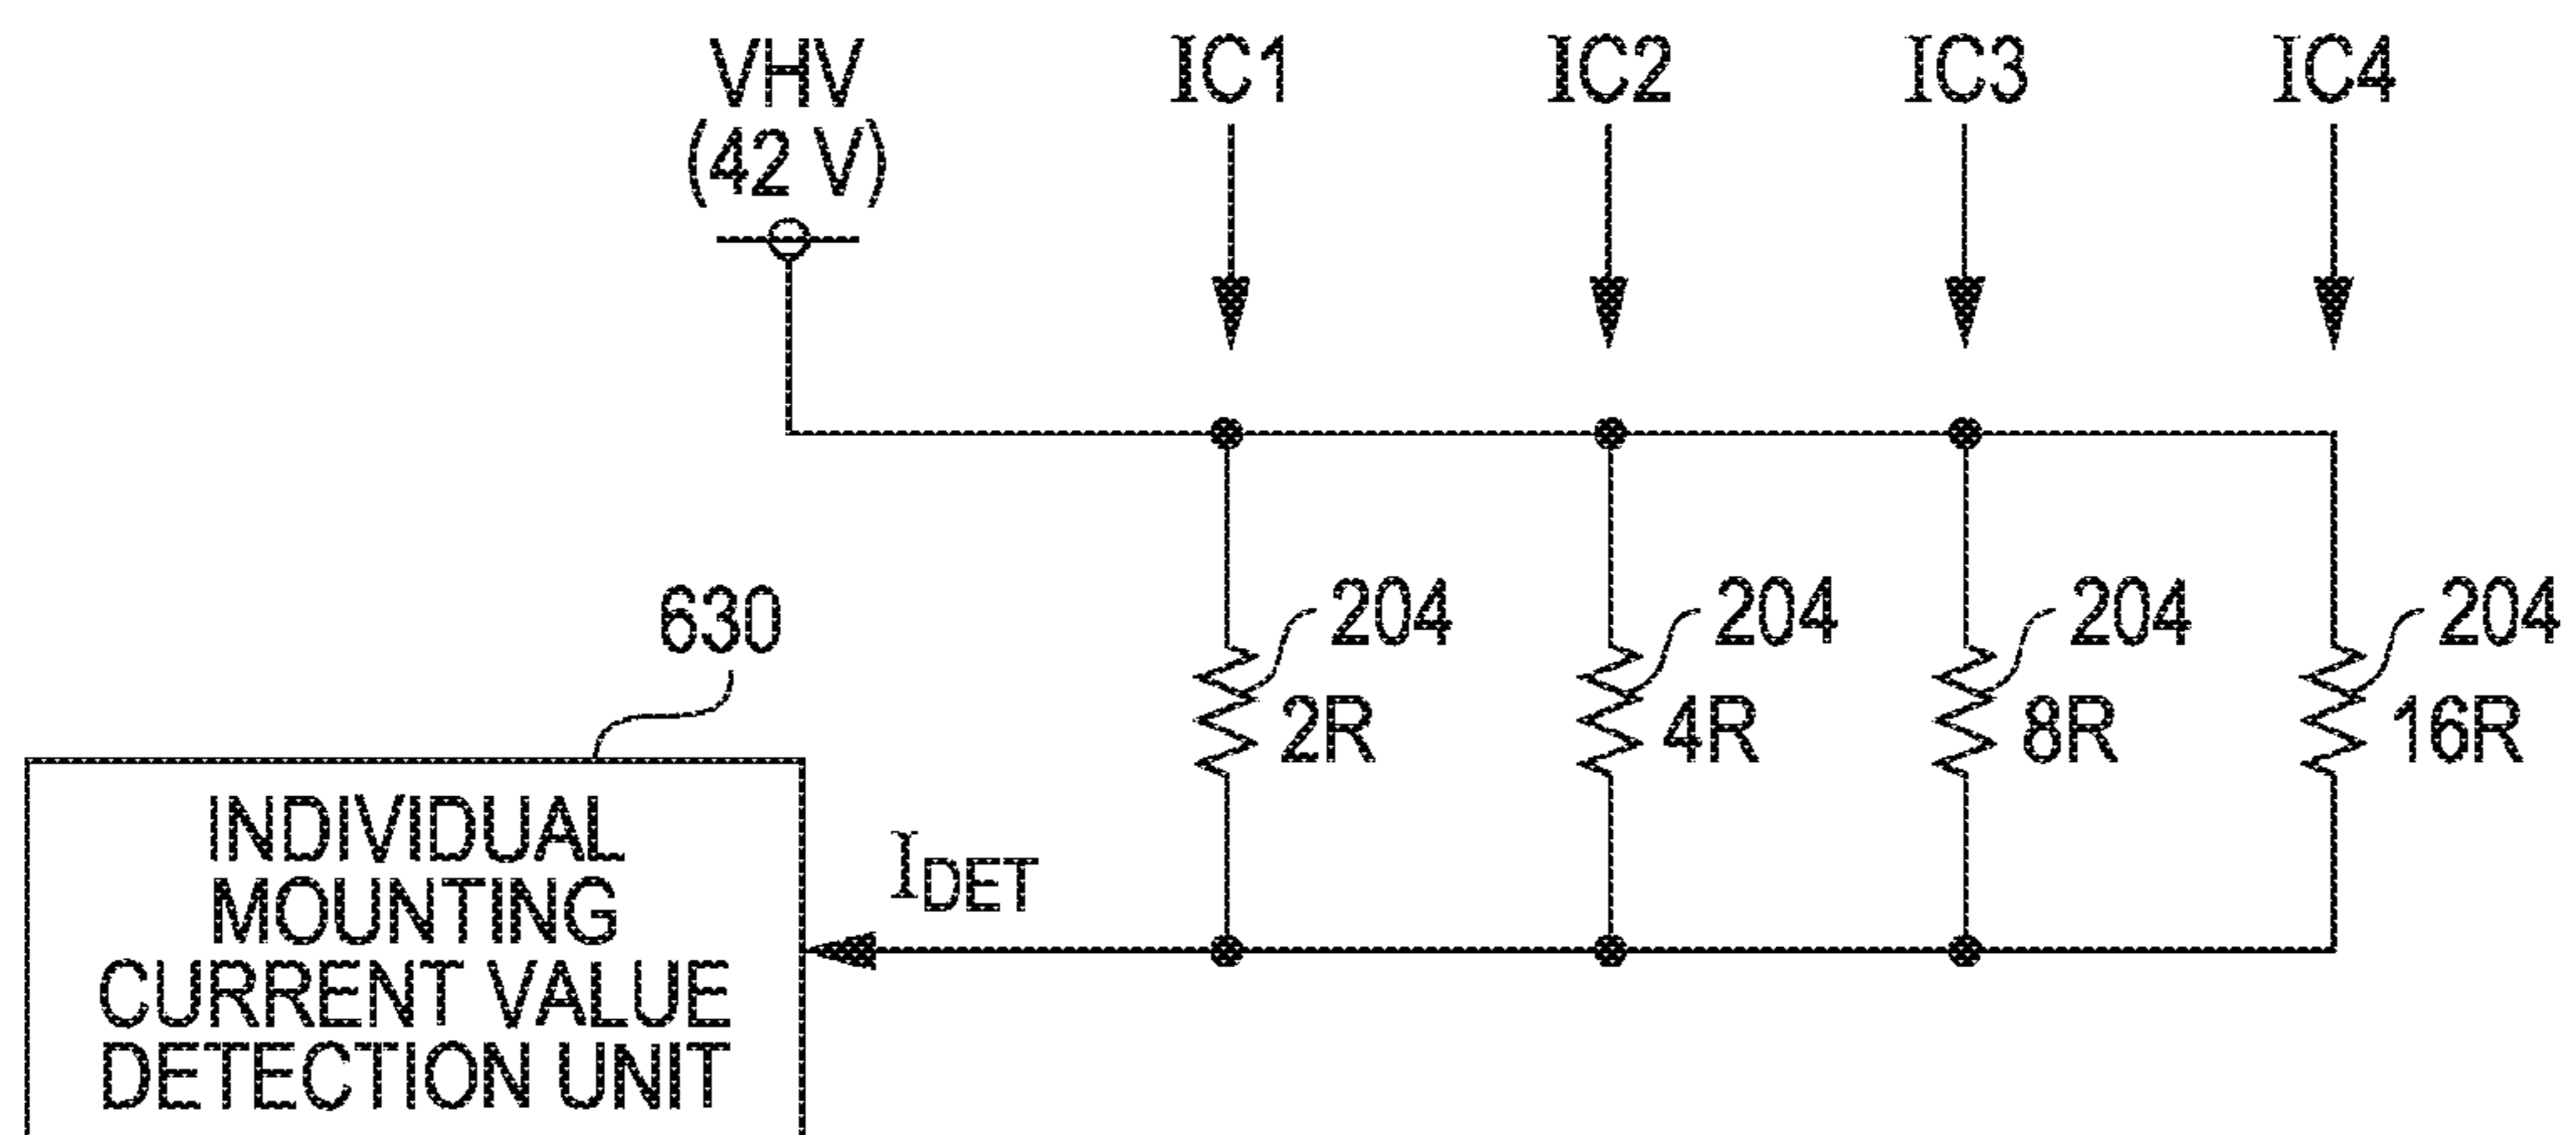 VHV
(42 V)
IC1
IC2
IC3
IC4
630
204
204
204
204
2R
4R
8R
16R
INDIVIDUAL
MOUNTING
CURRENT VALUE
DETECTION UNIT
IDET